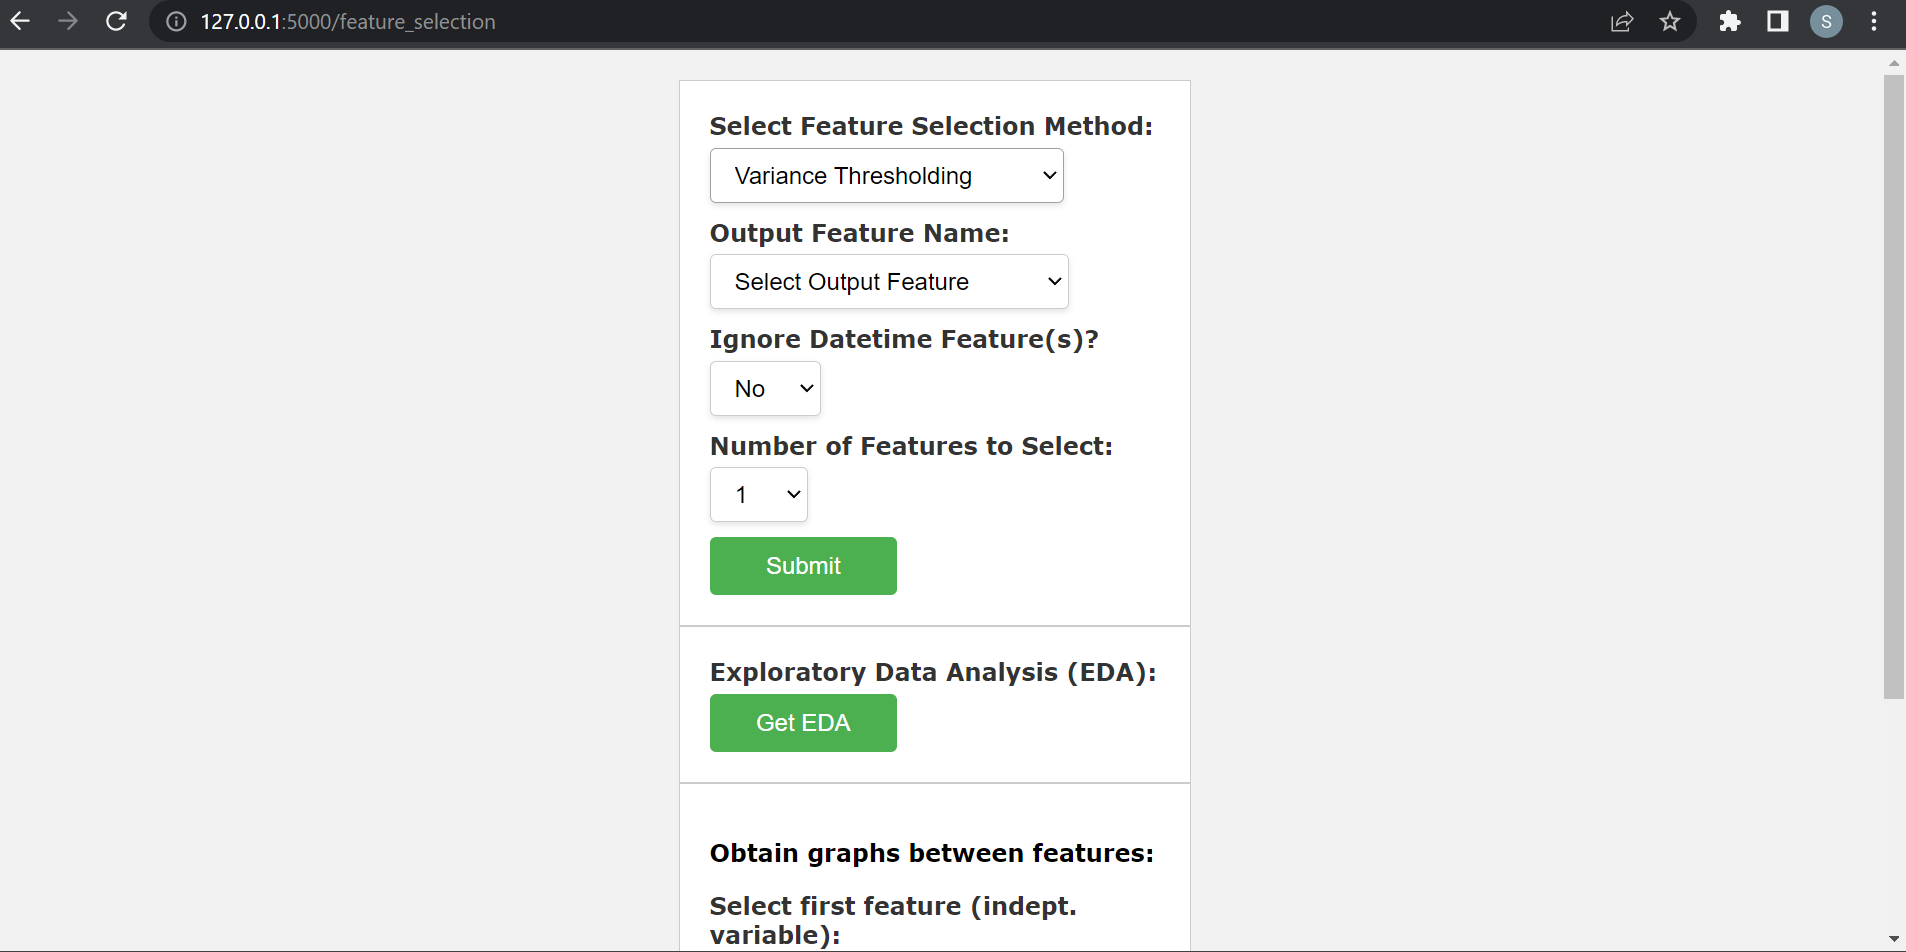 127.0.0.1:5000/feature_selection
S
Select Feature Selection Method:
Variance Thresholding
Output Feature Name:
Select Output Feature
Ignore Datetime Feature(s)?
No
Number of Features to Select:
1
Submit
Exploratory Data Analysis (EDA):
Get EDA
Obtain graphs between features:
Select first feature (indept.
variable):